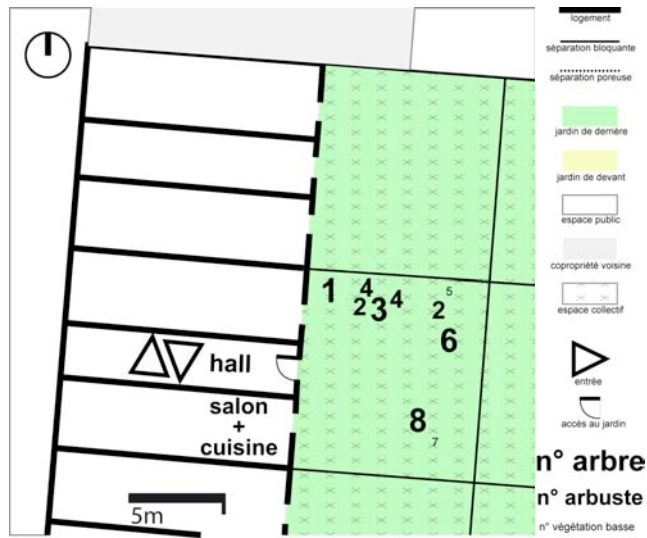 logement
séparation bloquante
séparation poreuse
jardin de derrière
jardin de devant
espace public
copropriété voisine
espace collectif
entrée
accès au jardin
n° arbre
n° arbuste
n° végétation basse
1
4
2
3
4
5
2
6
8
7
hall
salon
+
cuisine
5m